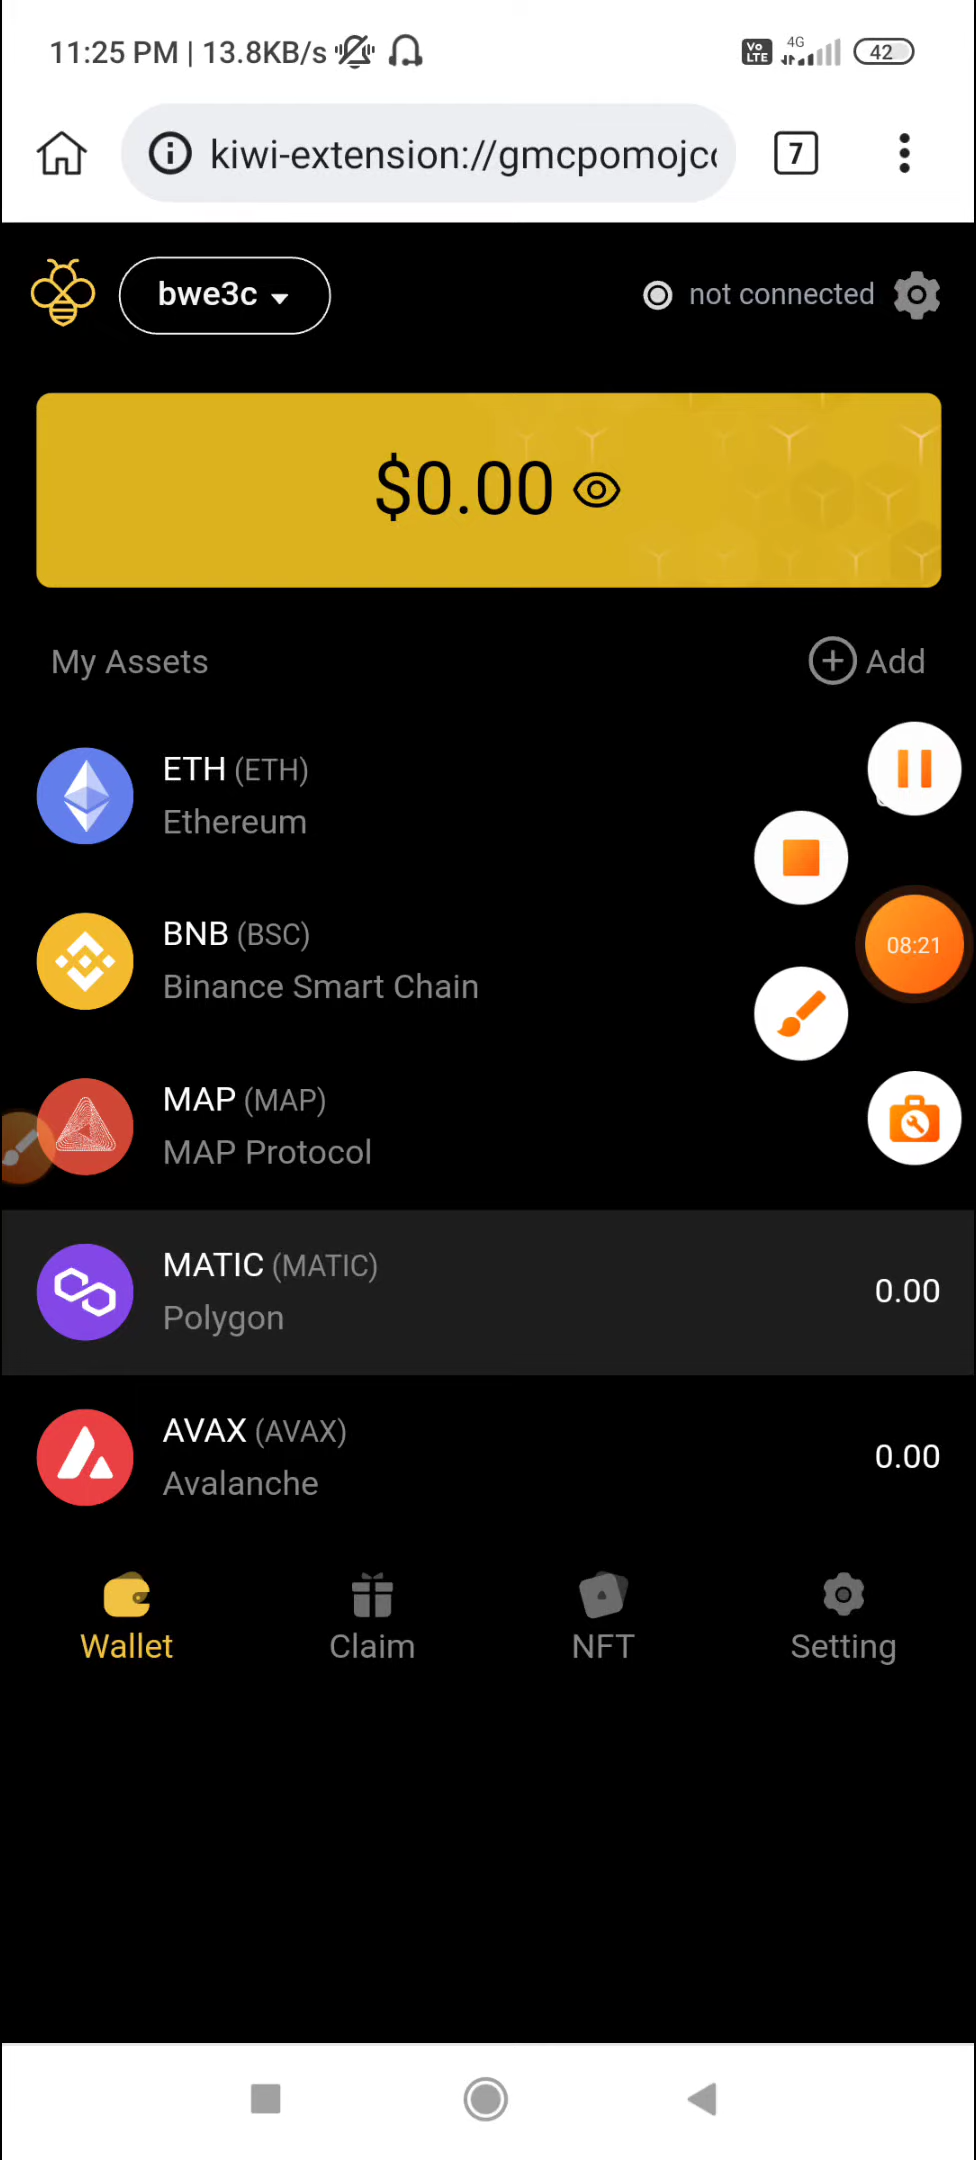 11:25 PM | 13.8KB/s
Vo LTE 4G 42
kiwi-extension://gmcpomojc
7
bwe3c
not connected
$0.00
My Assets
Add
ETH (ETH)
Ethereum
BNB (BSC)
Binance Smart Chain
08:21
MAP (MAP)
MAP Protocol
MATIC (MATIC)
Polygon
0.00
AVAX (AVAX)
Avalanche
0.00
Wallet
Claim
NFT
Setting